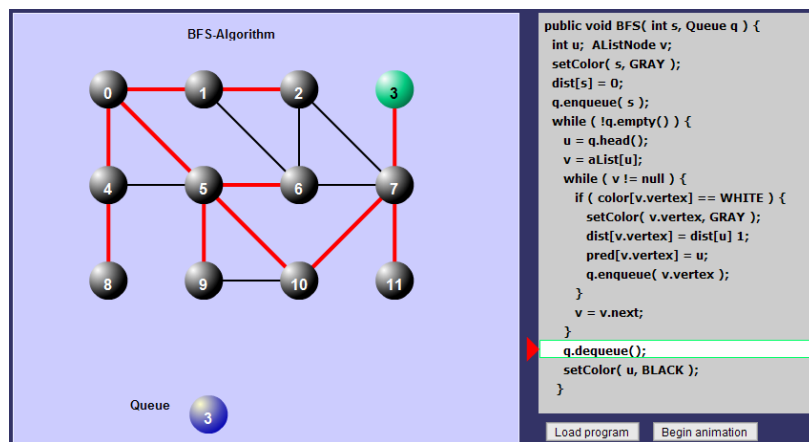 BFS-Algorithm
0 1 2 3
4 5 6 7
8 9 10 11
Queue 3
public void BFS( int s, Queue q ) {
int u; AListNode v;
setColor( s, GRAY );
dist[s] = 0;
q.enqueue( s );
while ( !q.empty() ) {
u = q.head();
v = aList[u];
while ( v != null ) {
if ( color[v.vertex] == WHITE ) {
setColor( v.vertex, GRAY );
dist[v.vertex] = dist[u] 1;
pred[v.vertex] = u;
q.enqueue( v.vertex );
}
v = v.next;
}
q.dequeue();
setColor( u, BLACK );
}
Load program Begin animation